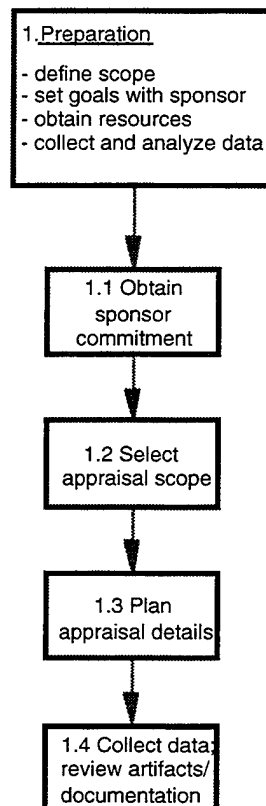 1.Preparation
- define scope
- set goals with sponsor
- obtain resources
- collect and analyze data
1.1 Obtain
sponsor
commitment
1.2 Select
appraisal scope
1.3 Plan
appraisal details
1.4 Collect data;
review artifacts/
documentation